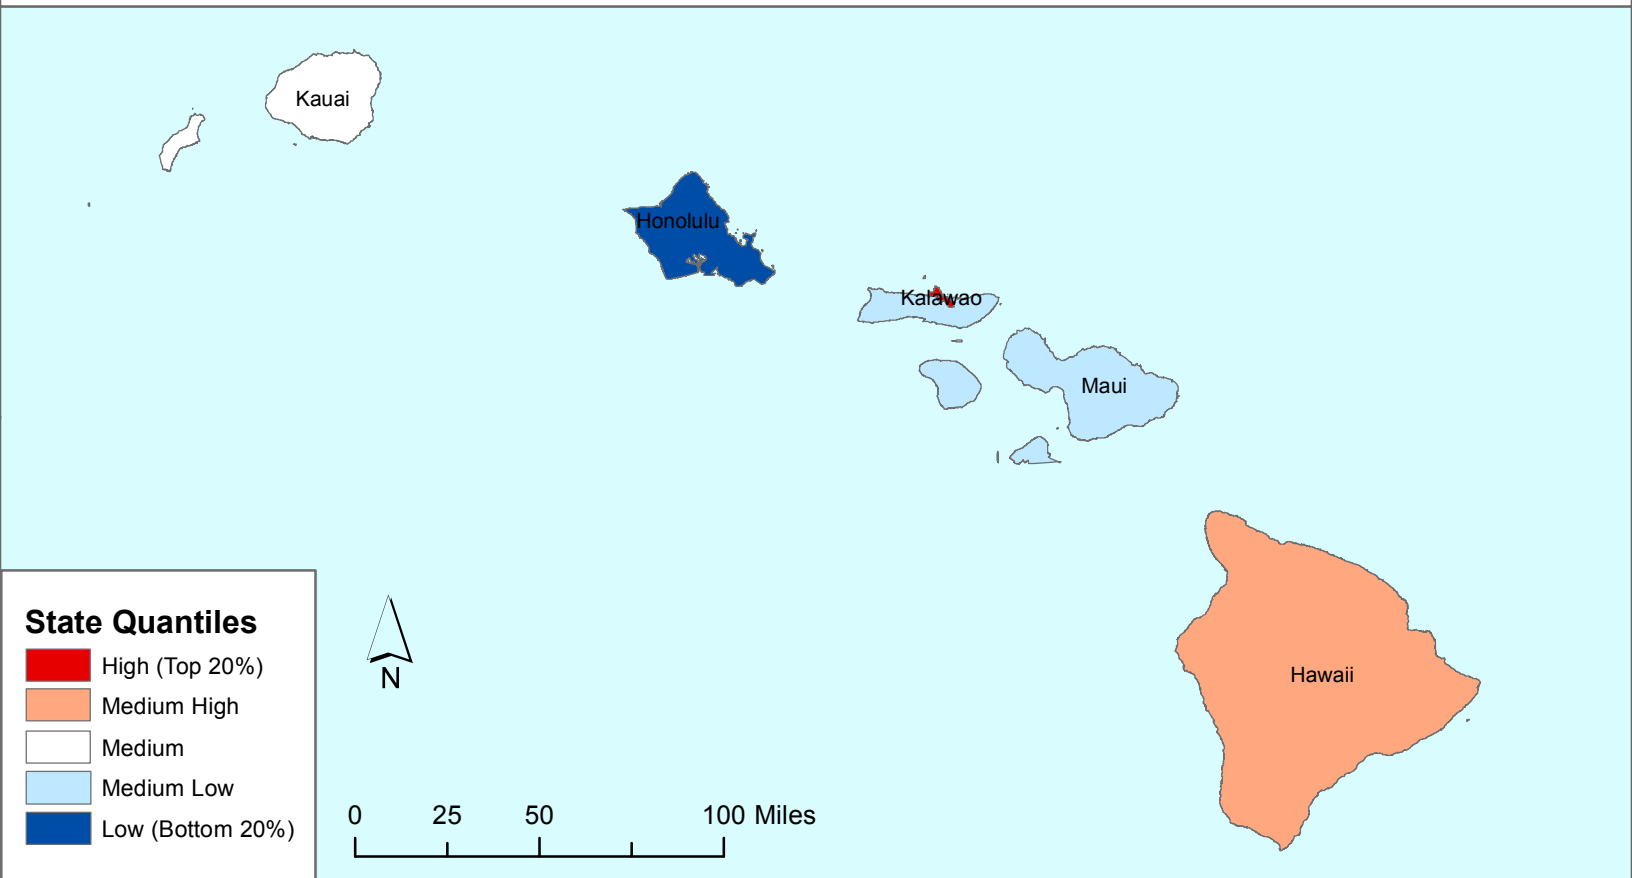 Kauai
Honolulu
Kalawao
Maui
Hawaii
State Quantiles
High (Top 20%)
Medium High
Medium
Medium Low
Low (Bottom 20%)
N
0 25 50 100 Miles